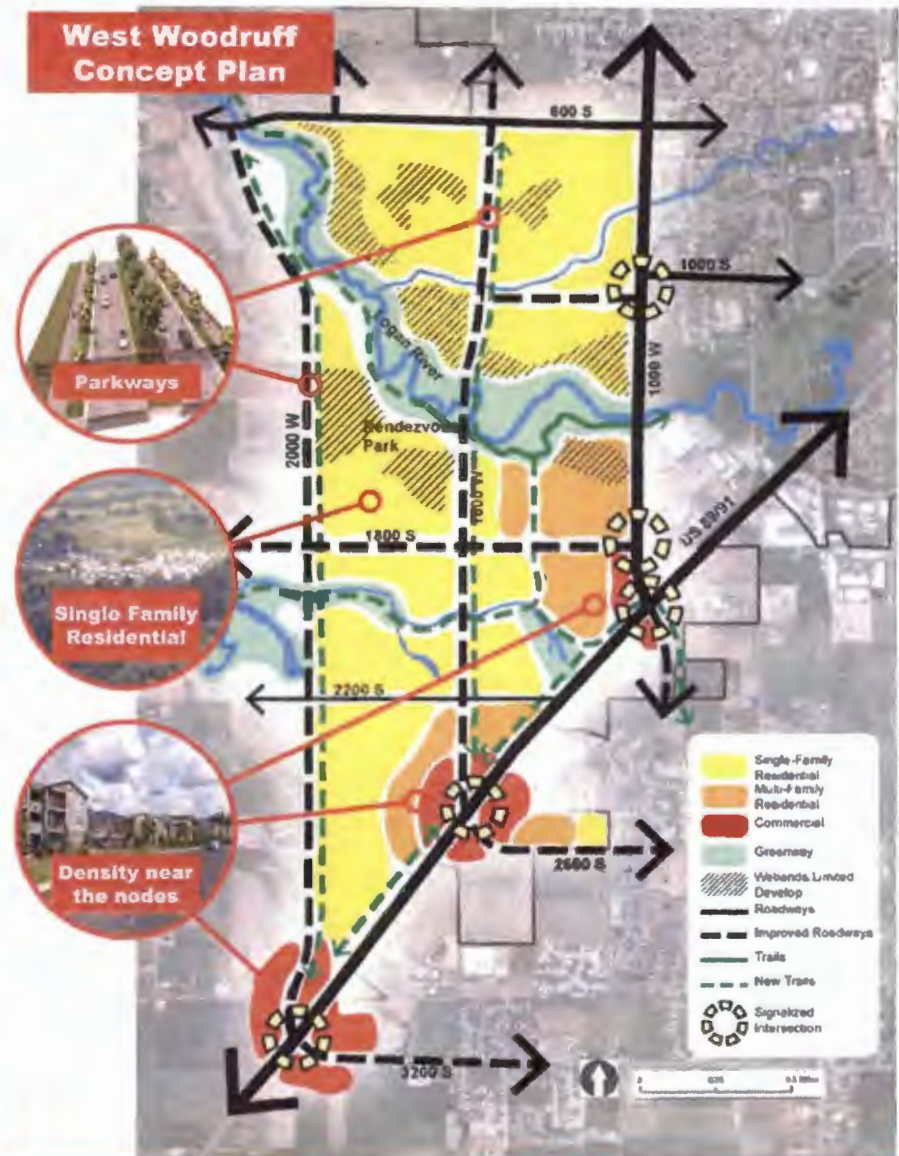 West Woodruff
Concept Plan
600 S
1000 S
Parkways
Logan River
1000 W
2000 W
Rendezvous
Park
1600 W
US 89/91
1800 S
Single Family
Residential
2200 S
Density near
the nodes
2600 S
3200 S
Single-Family
Residential
Multi-Family
Residential
Commercial
Greenway
Wetlands Limited
Develop
Roadways
Improved Roadways
Trails
New Trails
Signalized
Intersection
0